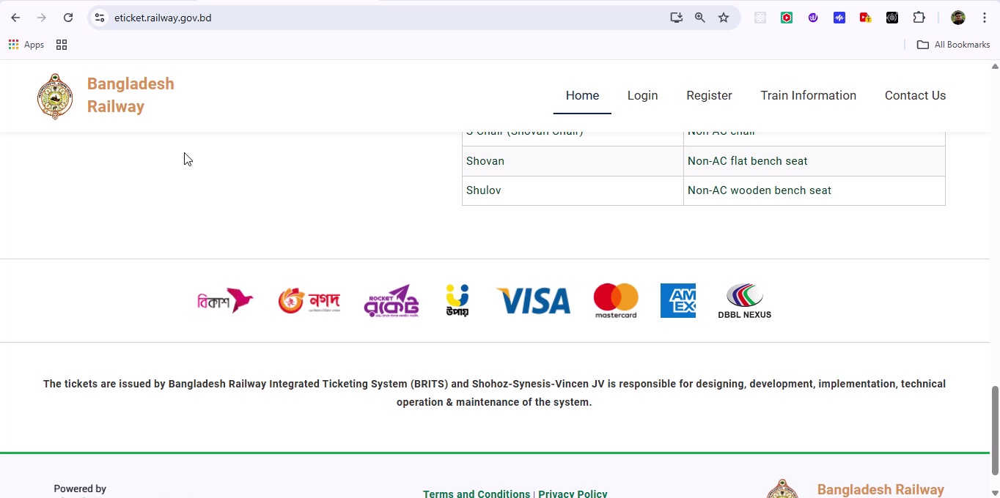 eticket.railway.gov.bd
Apps
All Bookmarks
Bangladesh
Railway
Home Login Register Train Information Contact Us
S Chair (Shovan Chair) Non-AC chair
Shovan Non-AC flat bench seat
Shulov Non-AC wooden bench seat
বিকাশ নগদ ROCKET রকেট উপায় VISA mastercard AM EX DBBL NEXUS
The tickets are issued by Bangladesh Railway Integrated Ticketing System (BRITS) and Shohoz-Synesis-Vincen JV is responsible for designing, development, implementation, technical
operation & maintenance of the system.
Powered by
Terms and Conditions | Privacy Policy
Bangladesh Railway